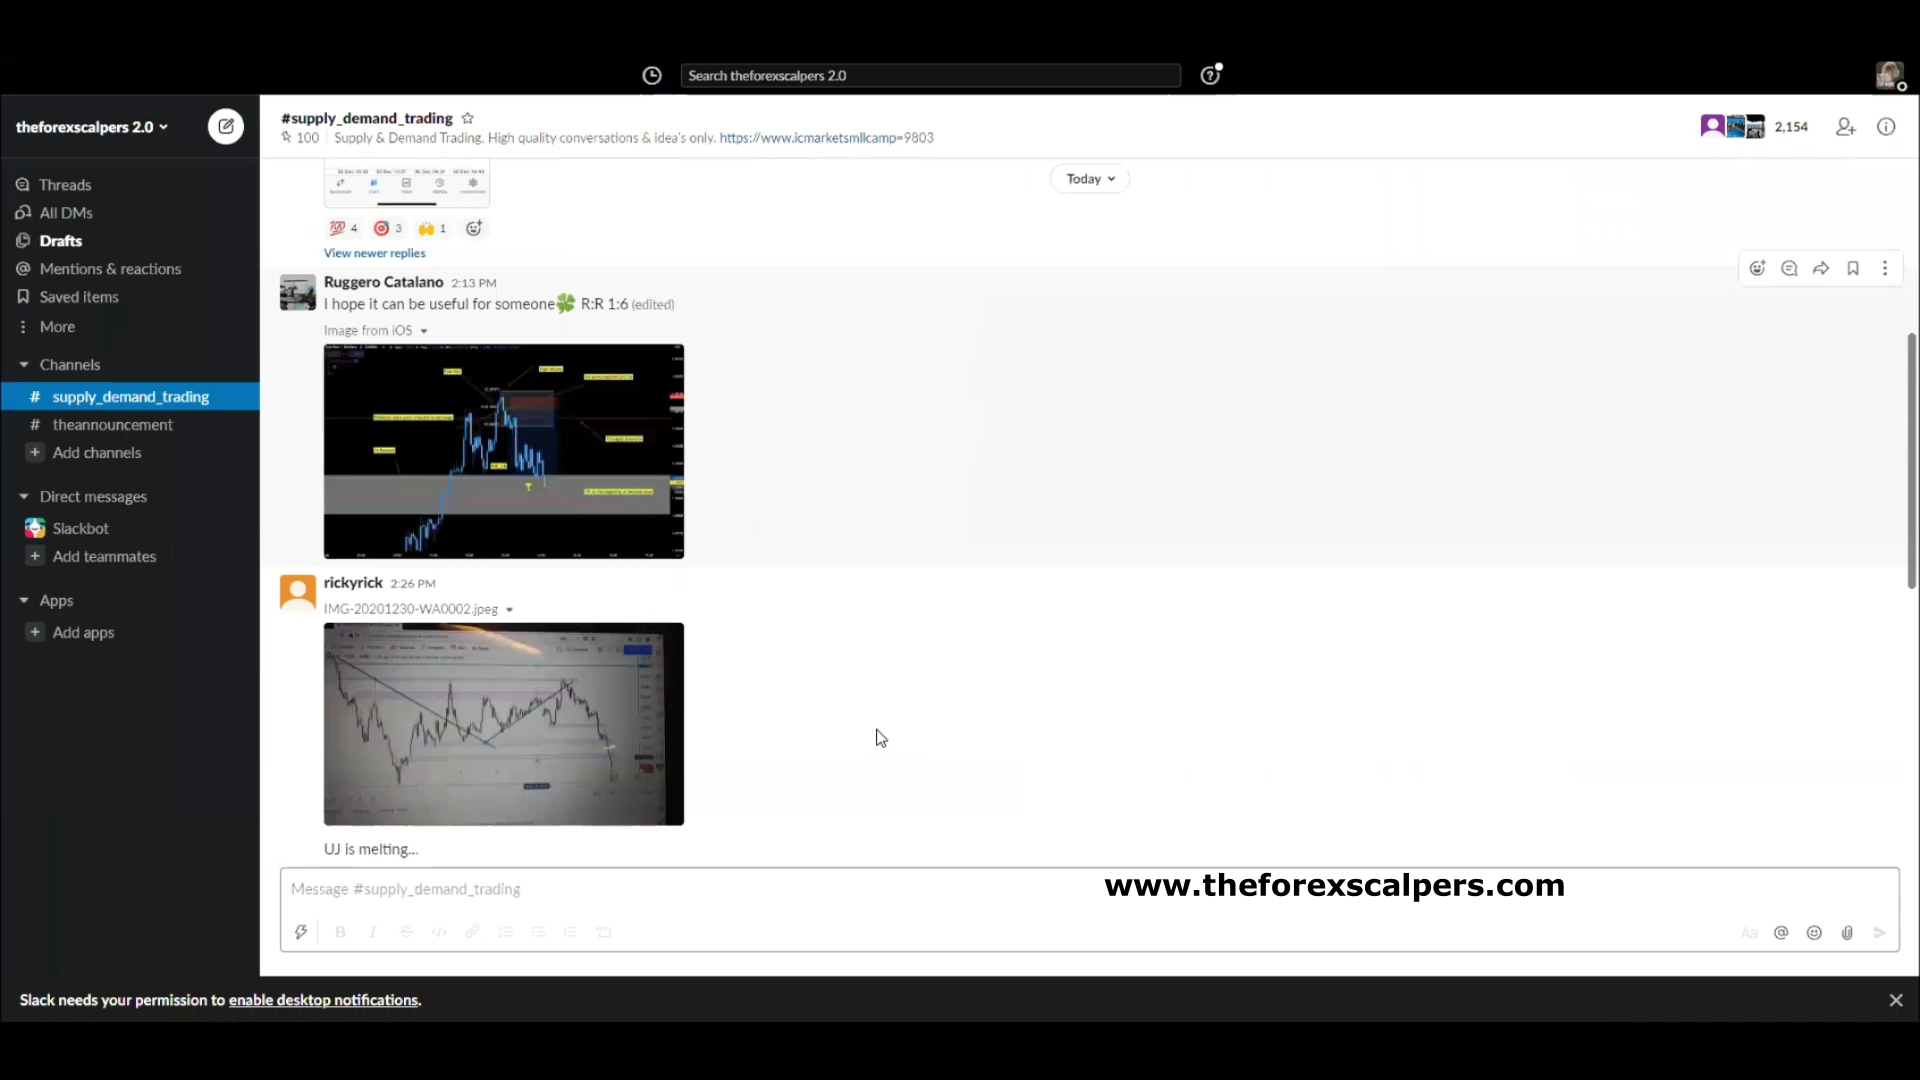 Search theforexscalpers 2.0
theforexscalpers 2.0
#supply_demand_trading
100 Supply & Demand Trading. High quality conversations & idea's only. https://www.icmarketsmllcamp=9803
2,154
Threads
All DMs
Drafts
Mentions & reactions
Saved items
More
Channels
# supply_demand_trading
# theannouncement
+ Add channels
Direct messages
Slackbot
+ Add teammates
Apps
+ Add apps
Today
4 3 1
View newer replies
Ruggero Catalano 2:13 PM
I hope it can be useful for someone R:R 1:6 (edited)
Image from iOS
rickyrick 2:26 PM
IMG-20201230-WA0002.jpeg
UJ is melting...
Message #supply_demand_trading
www.theforexscalpers.com
B I S </> Aa @
Slack needs your permission to enable desktop notifications.